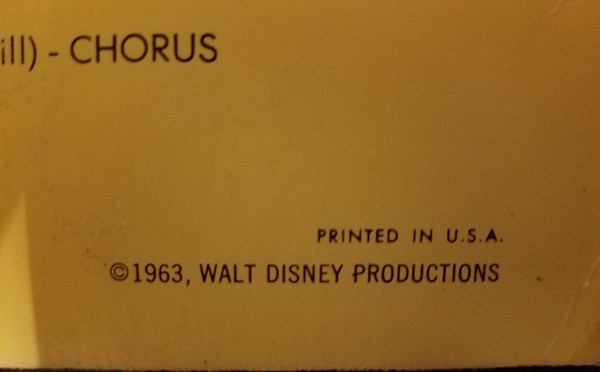 ill) - CHORUS
PRINTED IN U.S.A.
©1963, WALT DISNEY PRODUCTIONS